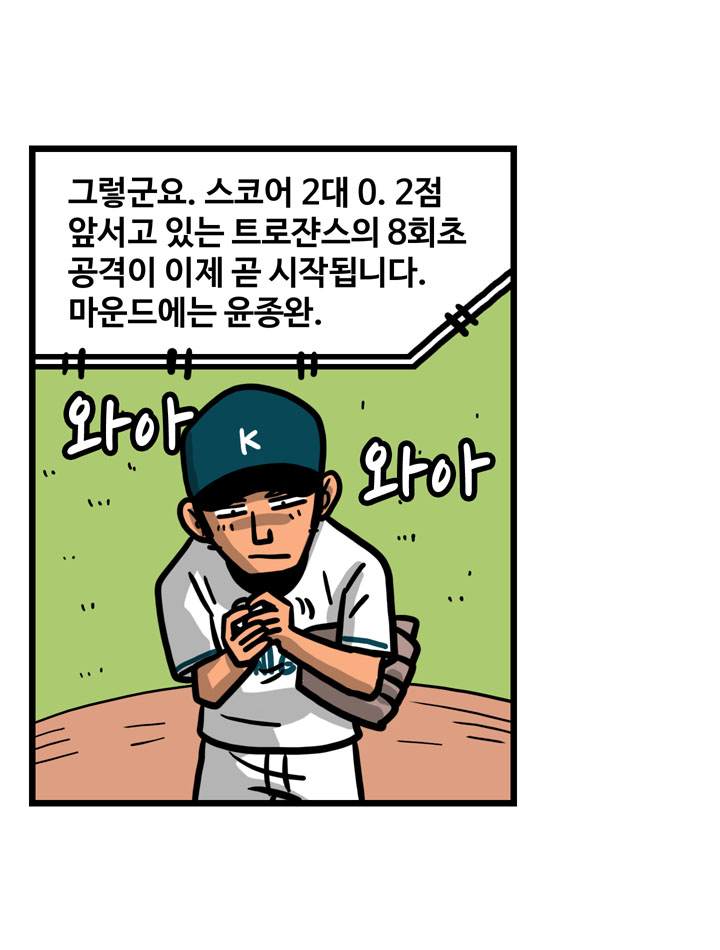 그렇군요. 스코어 2대 0. 2점
앞서고 있는 트로쟌스의 8회초
공격이 이제 곧 시작됩니다.
마운드에는 윤종완.
와아
K
와아